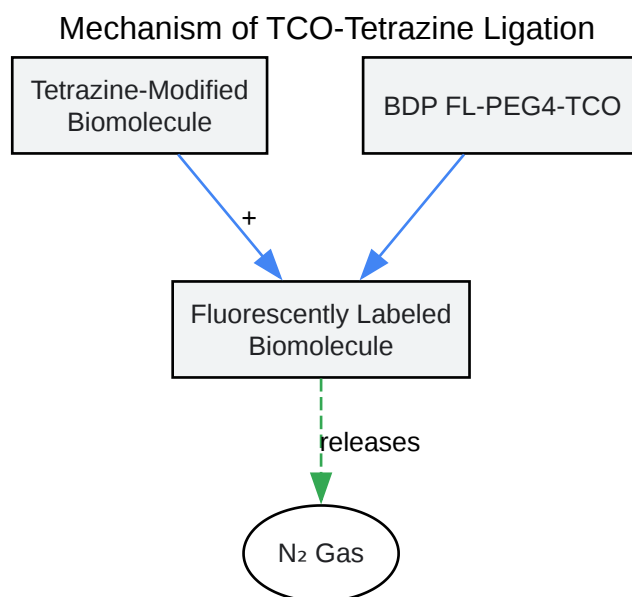 Mechanism of TCO-Tetrazine Ligation
Tetrazine-Modified
Biomolecule
BDP FL-PEG4-TCO
+
Fluorescently Labeled
Biomolecule
releases
N₂ Gas